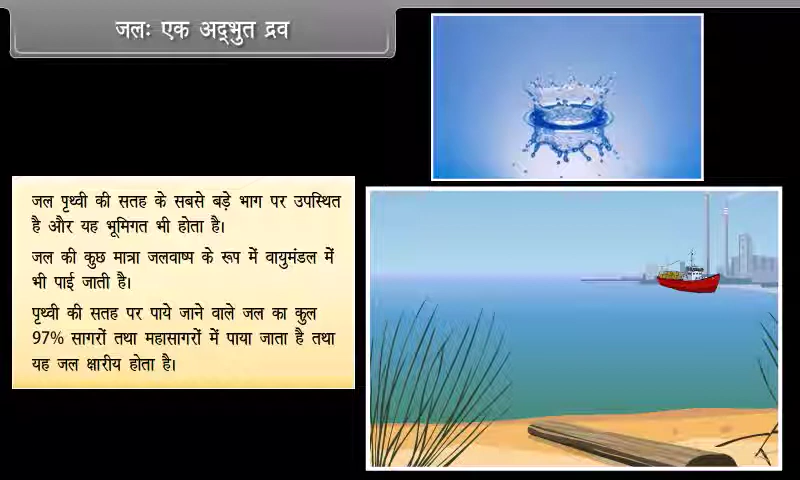 जलः एक अद्भुत द्रव
जल पृथ्वी की सतह के सबसे बड़े भाग पर उपस्थित
है और यह भूमिगत भी होता है।
जल की कुछ मात्रा जलवाष्प के रूप में वायुमंडल में
भी पाई जाती है।
पृथ्वी की सतह पर पाये जाने वाले जल का कुल
97% सागरों तथा महासागरों में पाया जाता है तथा
यह जल क्षारीय होता है।